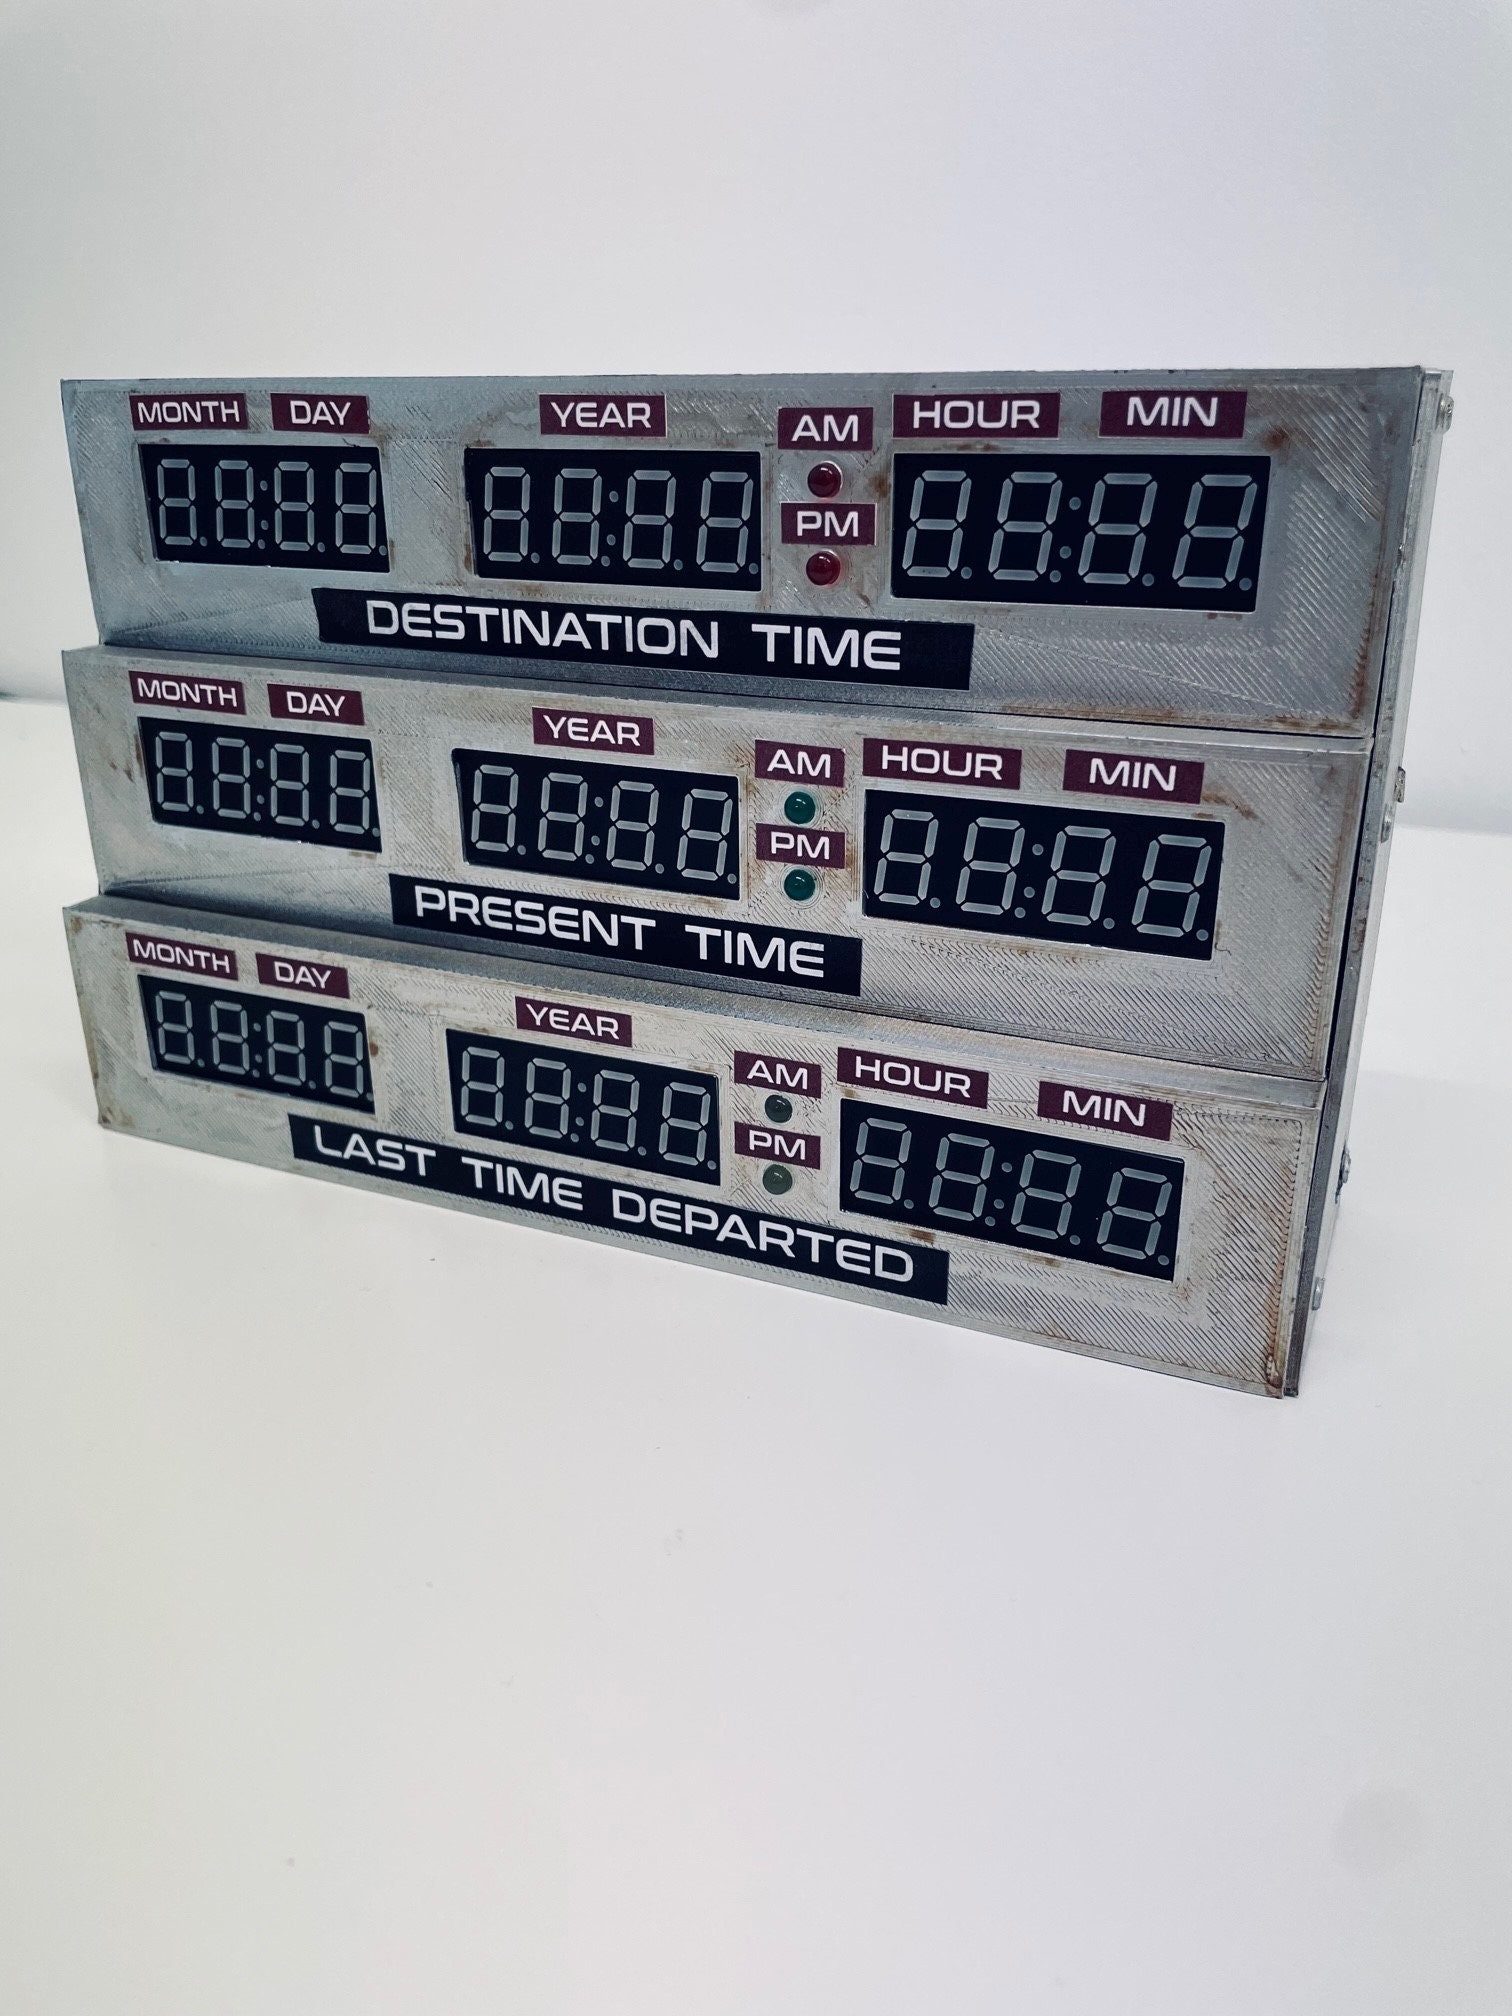 MONTH DAY YEAR AM HOUR MIN
PM
DESTINATION TIME
MONTH DAY YEAR AM HOUR MIN
PM
PRESENT TIME
MONTH DAY YEAR AM HOUR MIN
PM
LAST TIME DEPARTED